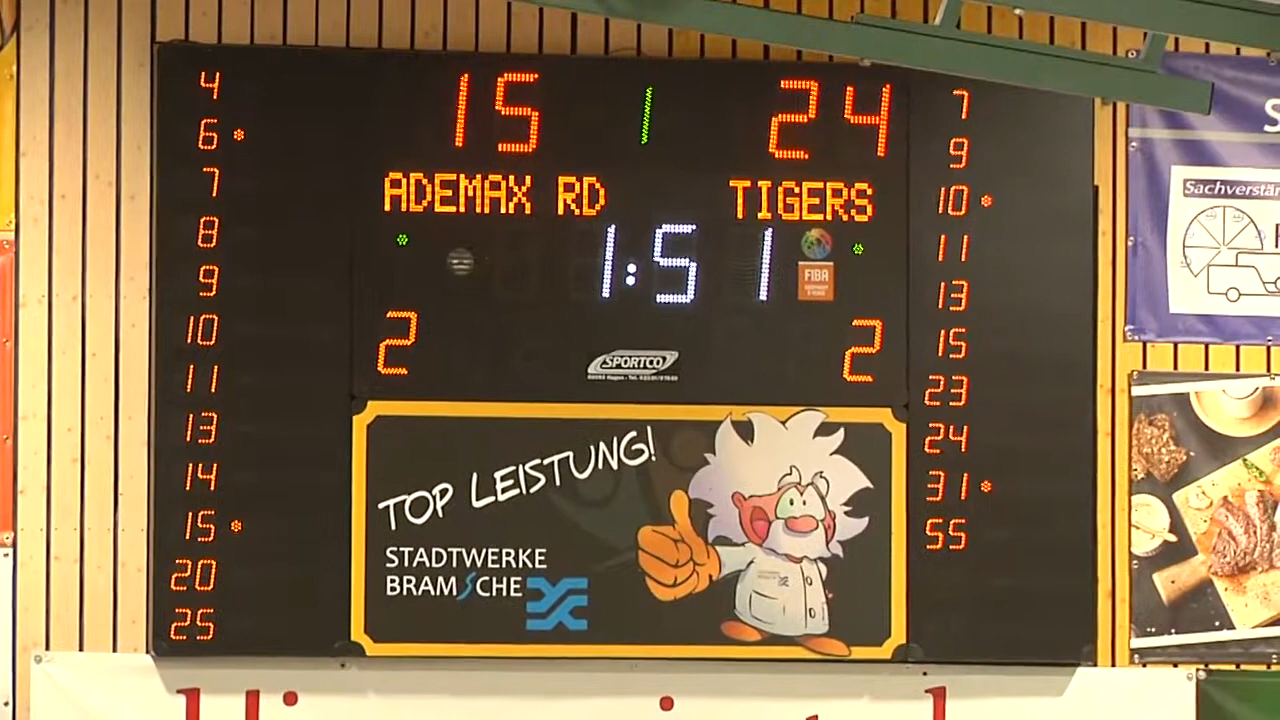 15 1 24
ADEMAX RD TIGERS
1:51
2 2
4
6
7
8
9
10
11
13
14
15
20
25
7
9
10
11
13
15
23
24
31
55
FIBA
SPORTCO
TOP LEISTUNG!
STADTWERKE
BRAMSCHE
Sachverstän
S